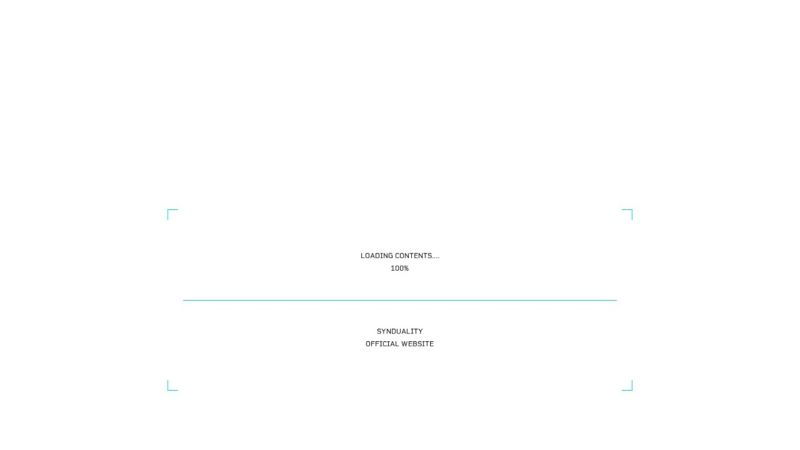 LOADING CONTENTS....
100%
SYNDUALITY
OFFICIAL WEBSITE